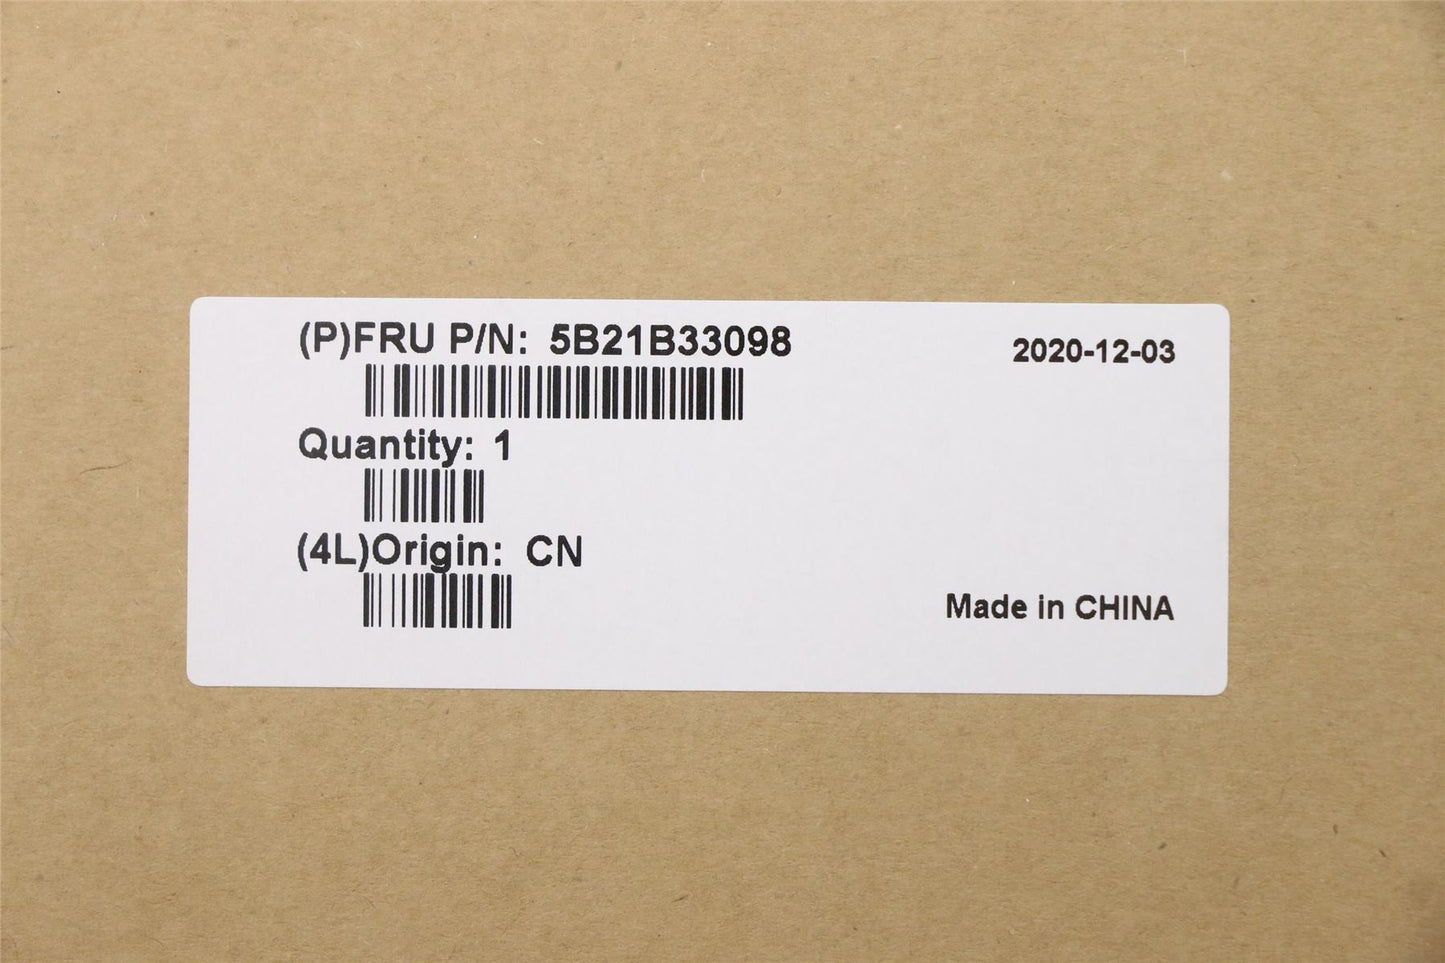 (P)FRU P/N: 5B21B33098
2020-12-03
Quantity: 1
(4L)Origin: CN
Made in CHINA